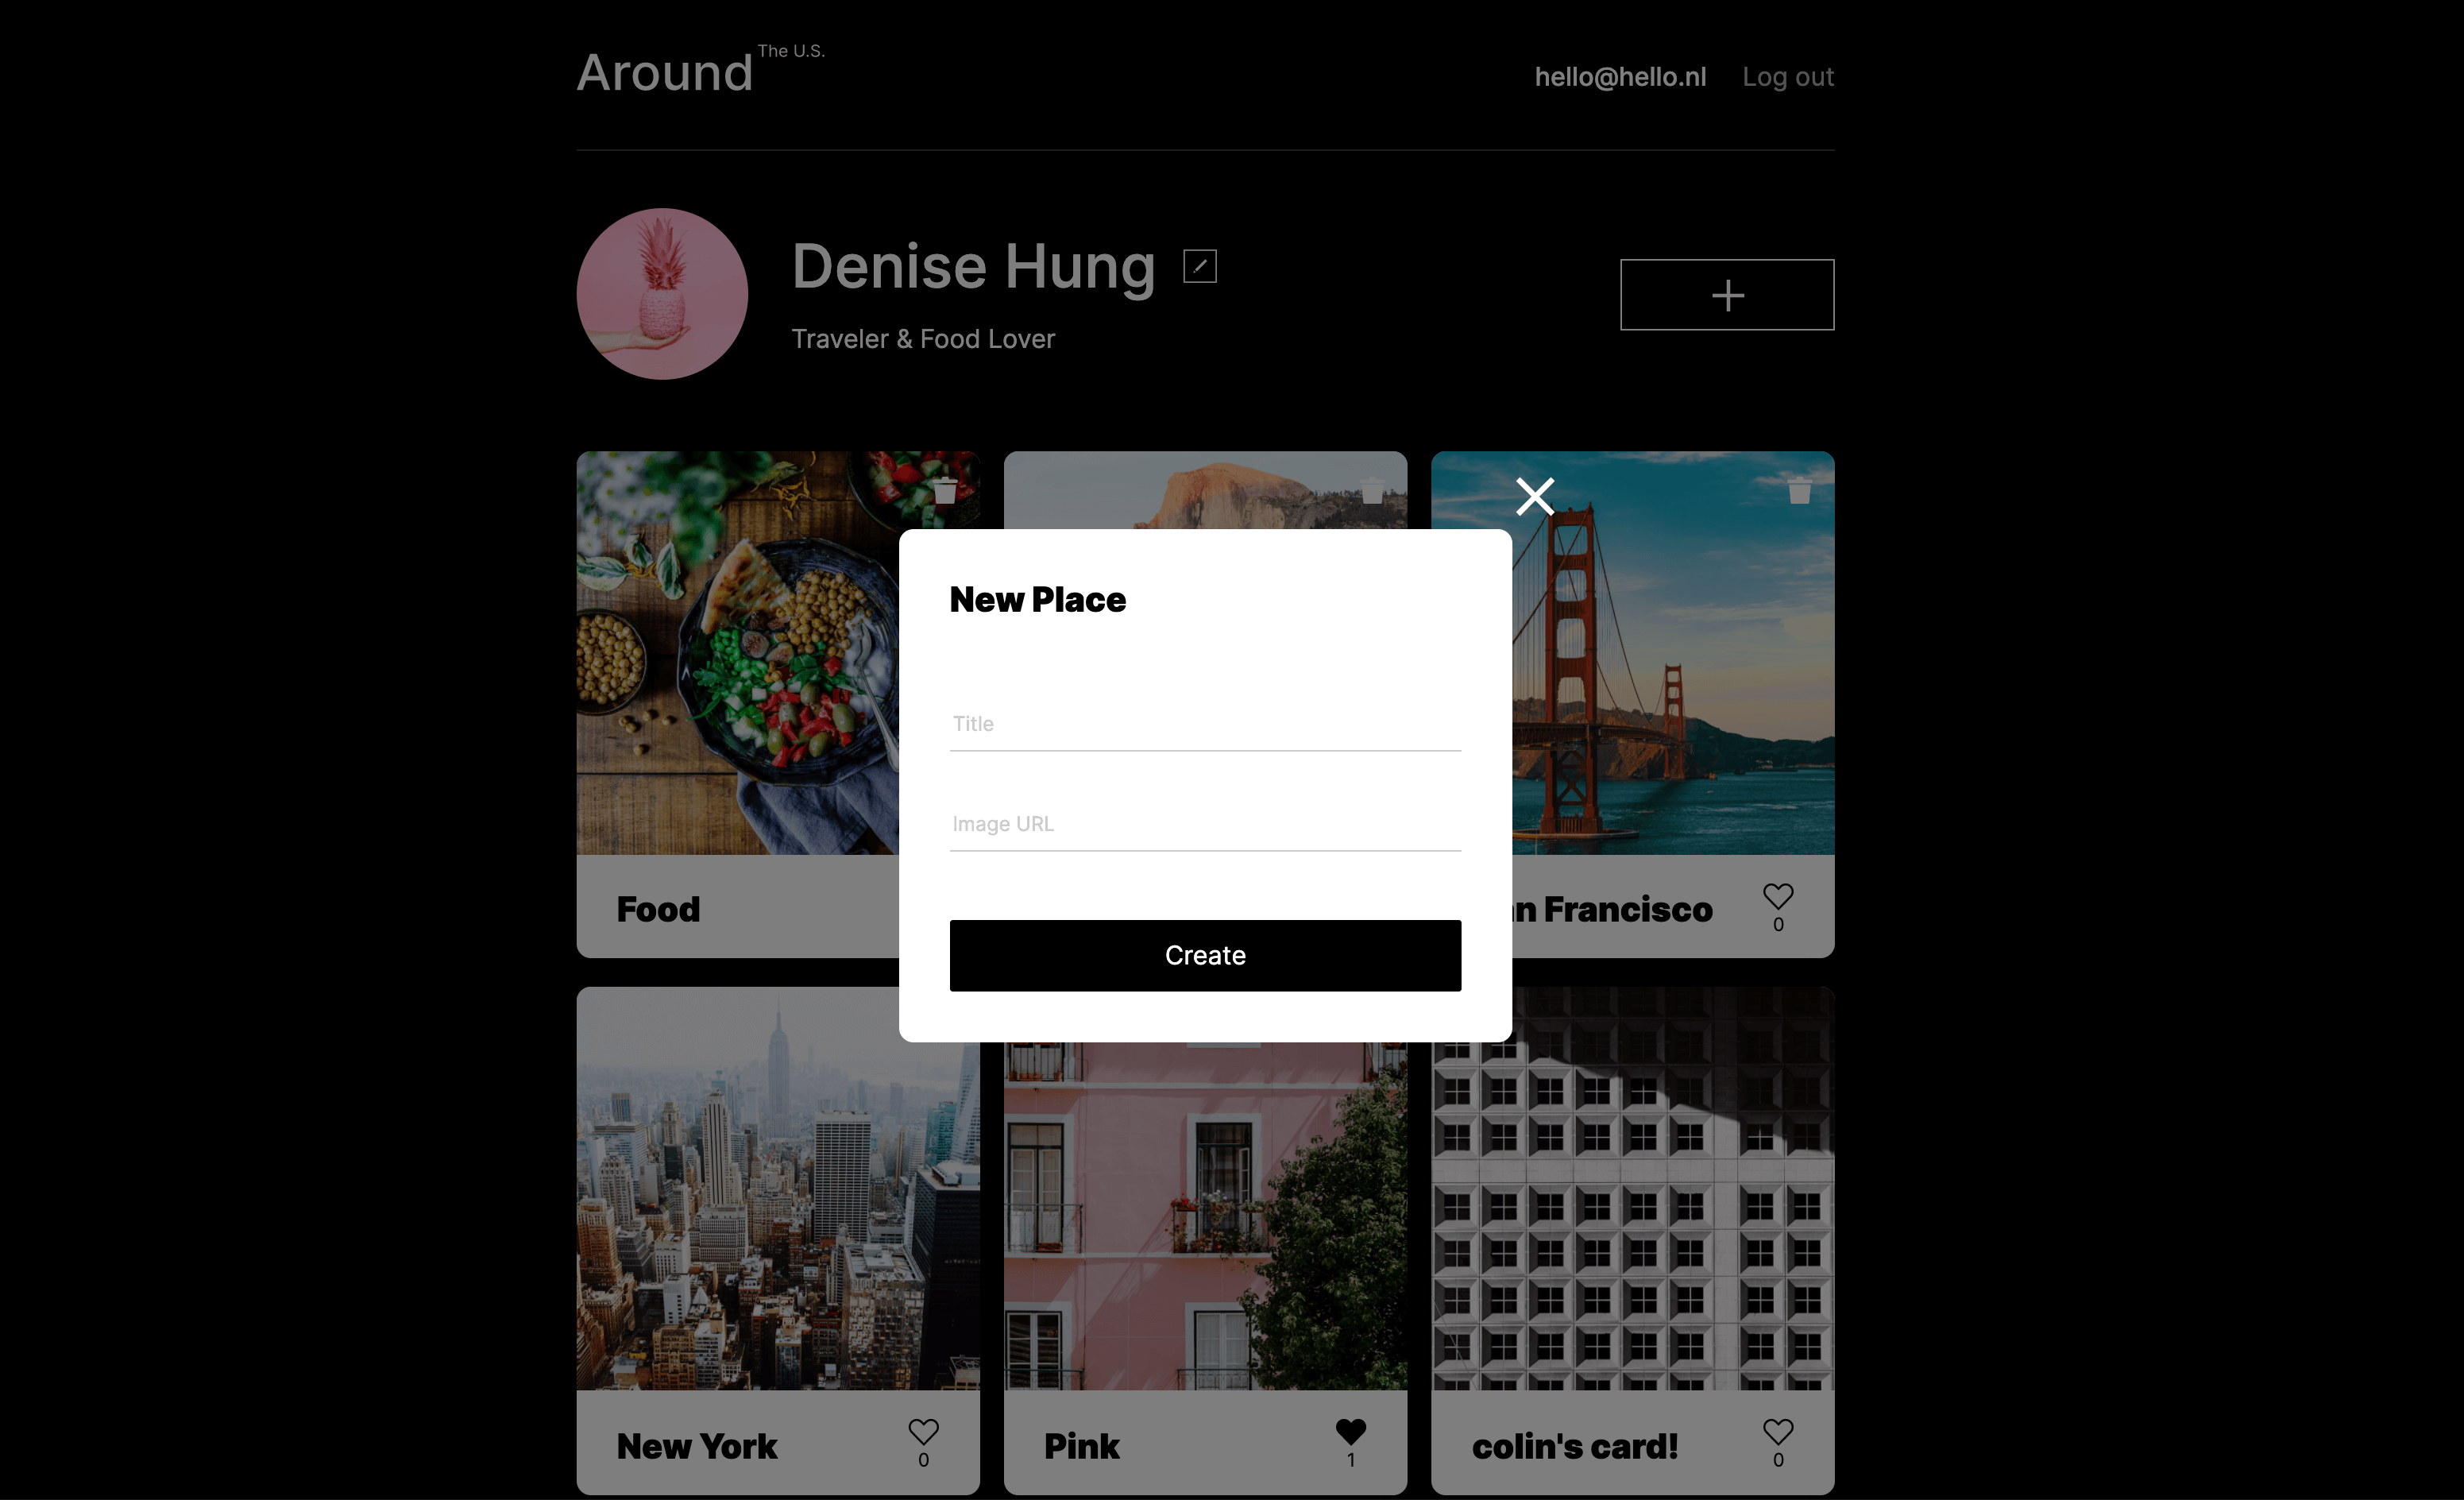 Around The U.S.
hello@hello.nl Log out
Denise Hung
Traveler & Food Lover
New Place
Title
Image URL
Create
Food
n Francisco
0
New York
0
Pink
1
colin's card!
0